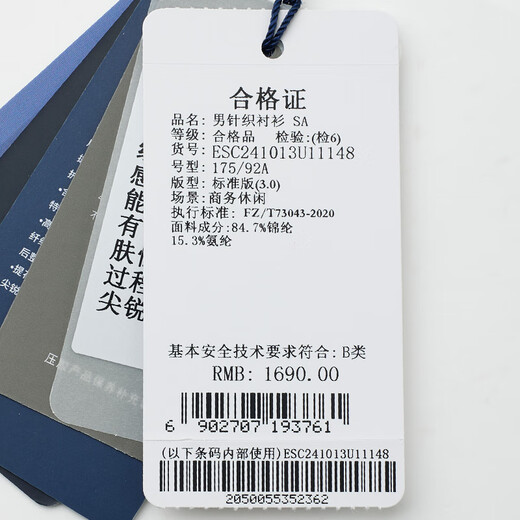 合格证
品名: 男针织衬衫 SA
等级: 合格品 检验:(检6)
货号: ESC241013U11148
号型: 175/92A
版型: 标准版(3.0)
场景: 商务休闲
执行标准: FZ/T73043-2020
面料成分:84.7%锦纶
15.3%氨纶
基本安全技术要求符合: B类
RMB: 1690.00
6 902707 193761
(以下条码内部使用)ESC241013U11148
2050055352362
感
能
有
肤
过程
尖锐